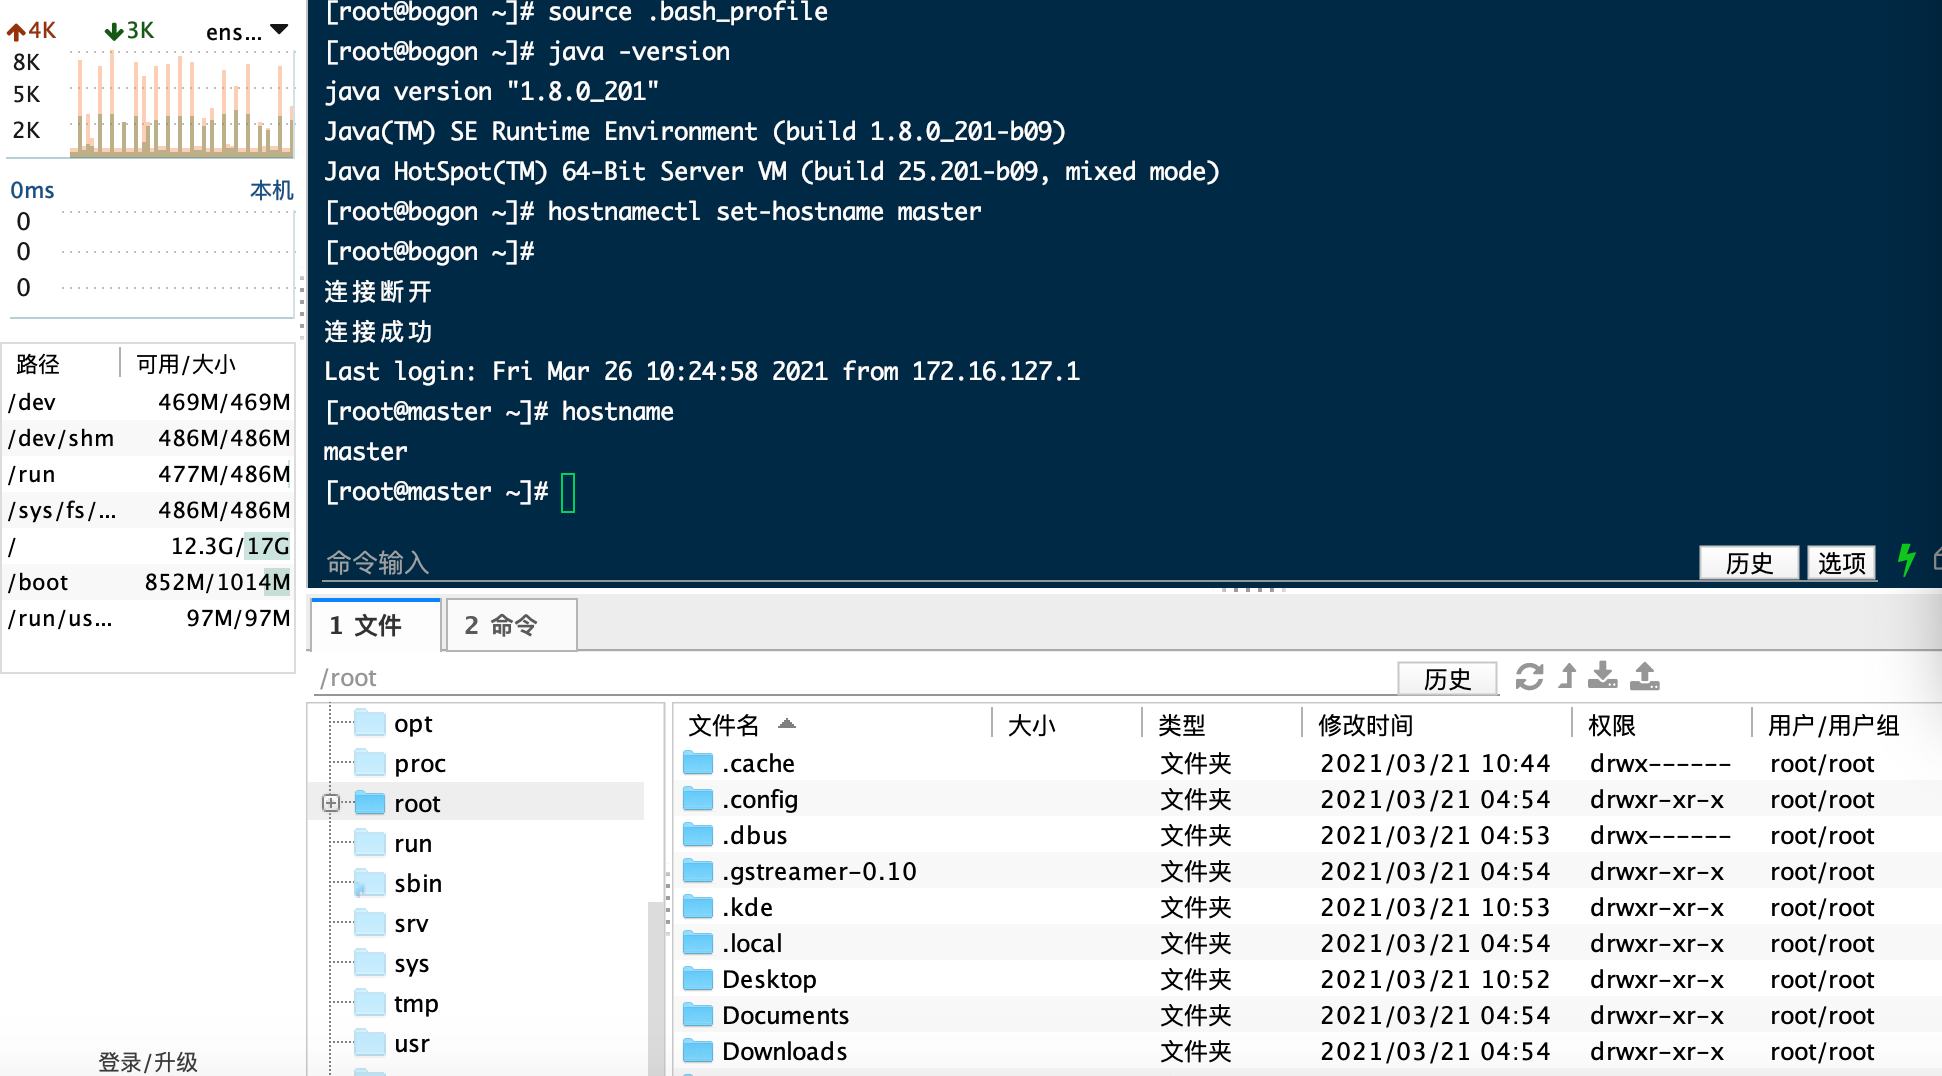 4K 3K ens...
8K
5K
2K
0ms 本机
0
0
0
路径 可用/大小
/dev 469M/469M
/dev/shm 486M/486M
/run 477M/486M
/sys/fs/... 486M/486M
/ 12.3G/17G
/boot 852M/1014M
/run/us... 97M/97M
登录/升级
[root@bogon ~]# source .bash_profile
[root@bogon ~]# java -version
java version "1.8.0_201"
Java(TM) SE Runtime Environment (build 1.8.0_201-b09)
Java HotSpot(TM) 64-Bit Server VM (build 25.201-b09, mixed mode)
[root@bogon ~]# hostnamectl set-hostname master
[root@bogon ~]#
连接断开
连接成功
Last login: Fri Mar 26 10:24:58 2021 from 172.16.127.1
[root@master ~]# hostname
master
[root@master ~]#
命令输入 历史 选项
1 文件 2 命令
/root 历史
opt
proc
root
run
sbin
srv
sys
tmp
usr
文件名 大小 类型 修改时间 权限 用户/用户组
.cache 文件夹 2021/03/21 10:44 drwx------ root/root
.config 文件夹 2021/03/21 04:54 drwxr-xr-x root/root
.dbus 文件夹 2021/03/21 04:53 drwx------ root/root
.gstreamer-0.10 文件夹 2021/03/21 04:54 drwxr-xr-x root/root
.kde 文件夹 2021/03/21 10:53 drwxr-xr-x root/root
.local 文件夹 2021/03/21 04:54 drwxr-xr-x root/root
Desktop 文件夹 2021/03/21 10:52 drwxr-xr-x root/root
Documents 文件夹 2021/03/21 04:54 drwxr-xr-x root/root
Downloads 文件夹 2021/03/21 04:54 drwxr-xr-x root/root